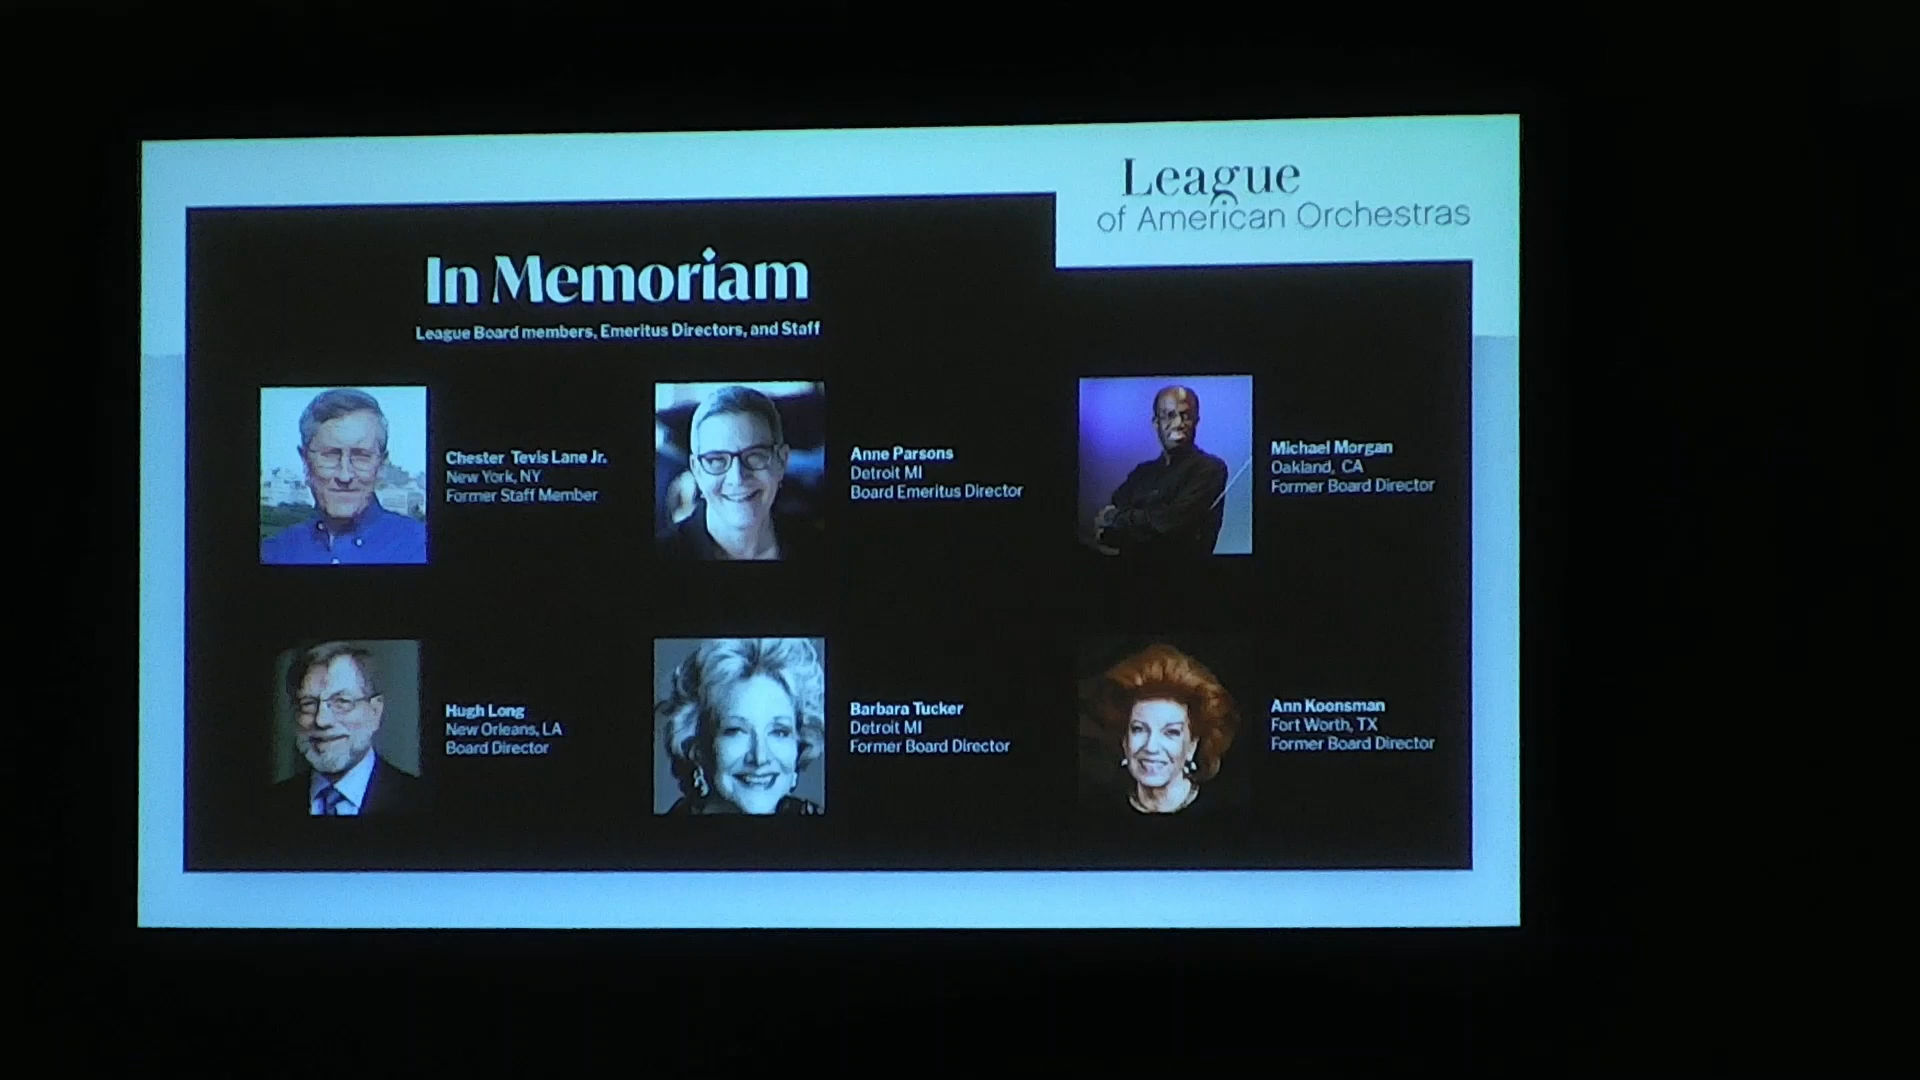 League
of American Orchestras
In Memoriam
League Board members, Emeritus Directors, and Staff
Chester Tevis Lane Jr.
New York, NY
Former Staff Member
Anne Parsons
Detroit MI
Board Emeritus Director
Michael Morgan
Oakland, CA
Former Board Director
Hugh Long
New Orleans, LA
Board Director
Barbara Tucker
Detroit MI
Former Board Director
Ann Koonsman
Fort Worth, TX
Former Board Director